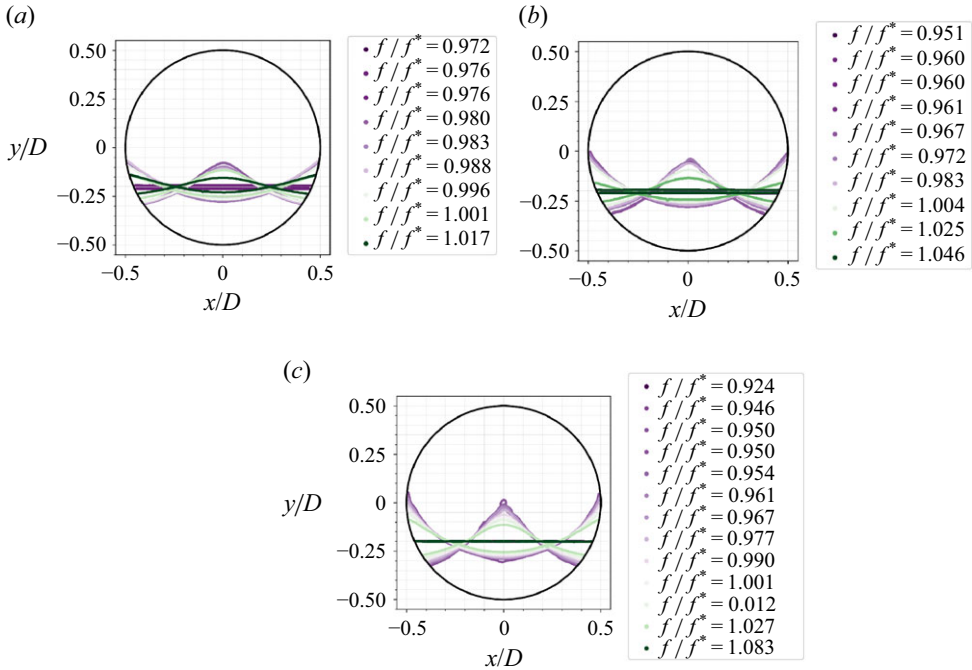 (a)
0.50
0.25
0
−0.25
−0.50
y/D
−0.5
0
0.5
x/D
f / f* = 0.972
f / f* = 0.976
f / f* = 0.976
f / f* = 0.980
f / f* = 0.983
f / f* = 0.988
f / f* = 0.996
f / f* = 1.001
f / f* = 1.017
(b)
0.50
0.25
0
−0.25
−0.50
−0.5
0
0.5
x/D
f / f* = 0.951
f / f* = 0.960
f / f* = 0.960
f / f* = 0.961
f / f* = 0.967
f / f* = 0.972
f / f* = 0.983
f / f* = 1.004
f / f* = 1.025
f / f* = 1.046
(c)
0.50
0.25
0
−0.25
−0.50
y/D
−0.5
0
0.5
x/D
f / f* = 0.924
f / f* = 0.946
f / f* = 0.950
f / f* = 0.950
f / f* = 0.954
f / f* = 0.961
f / f* = 0.967
f / f* = 0.977
f / f* = 0.990
f / f* = 1.001
f / f* = 0.012
f / f* = 1.027
f / f* = 1.083